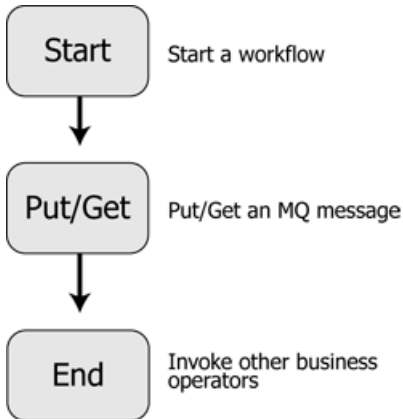 Start
Start a workflow
Put/Get
Put/Get an MQ message
End
Invoke other business
operators